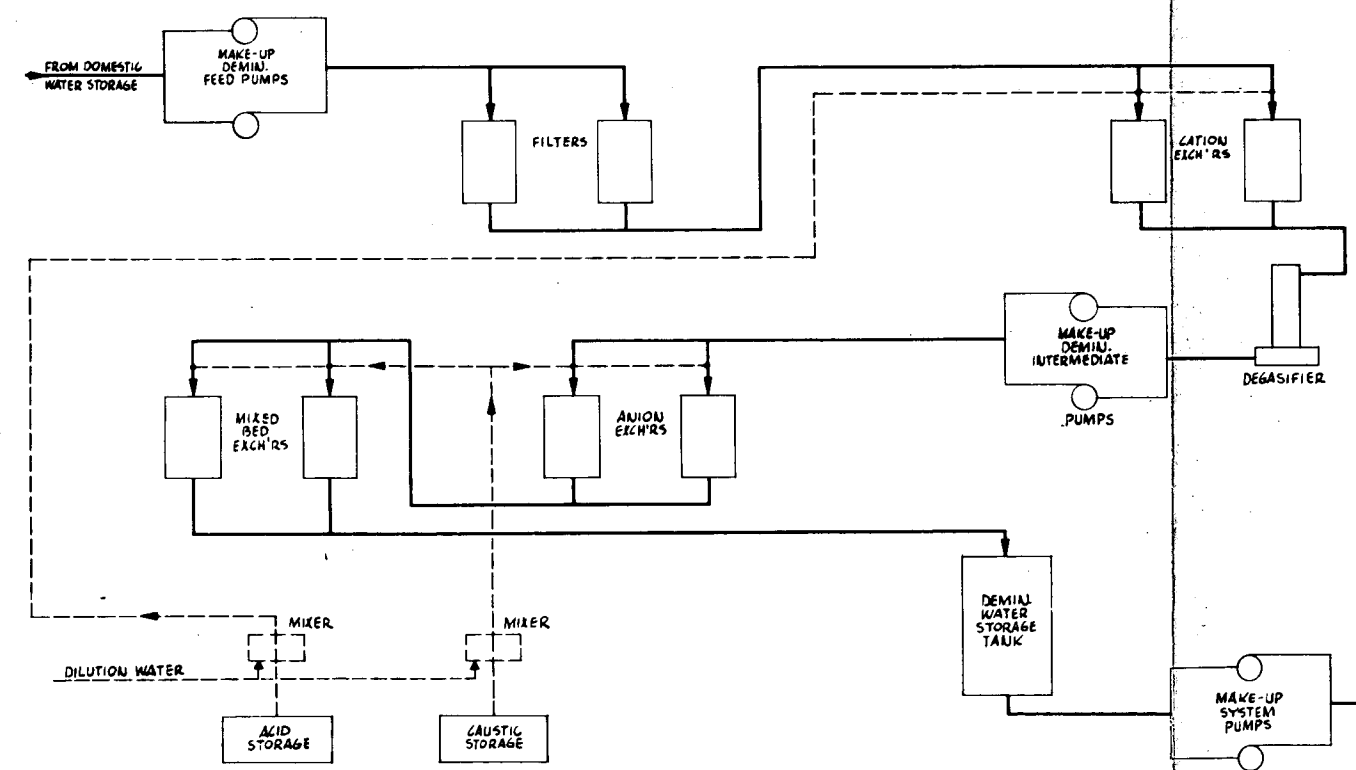 FROM DOMESTIC
WATER STORAGE
MAKE-UP
DEMIN.
FEED PUMPS
FILTERS
CATION
EXCH'RS
MAKE-UP
DEMIN.
INTERMEDIATE
PUMPS
DEGASIFIER
MIXED
BED
EXCH'RS
ANION
EXCH'RS
DEMIN.
WATER
STORAGE
TANK
MIXER
MIXER
DILUTION WATER
ACID
STORAGE
CAUSTIC
STORAGE
MAKE-UP
SYSTEM
PUMPS